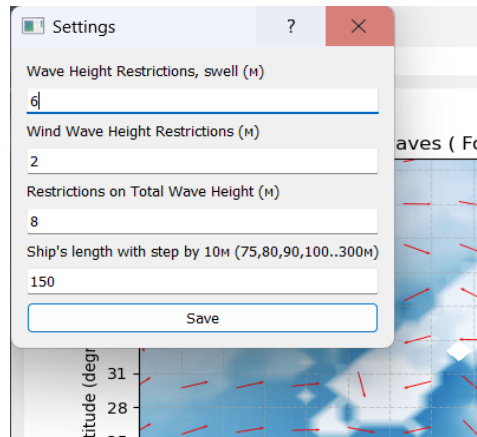 Settings
?
Wave Height Restrictions, swell (м)
6
aves ( Fo
Wind Wave Height Restrictions (м)
2
Restrictions on Total Wave Height (м)
8
Ship's length with step by 10м (75,80,90,100..300м)
150
Save
titude (degr
31
28